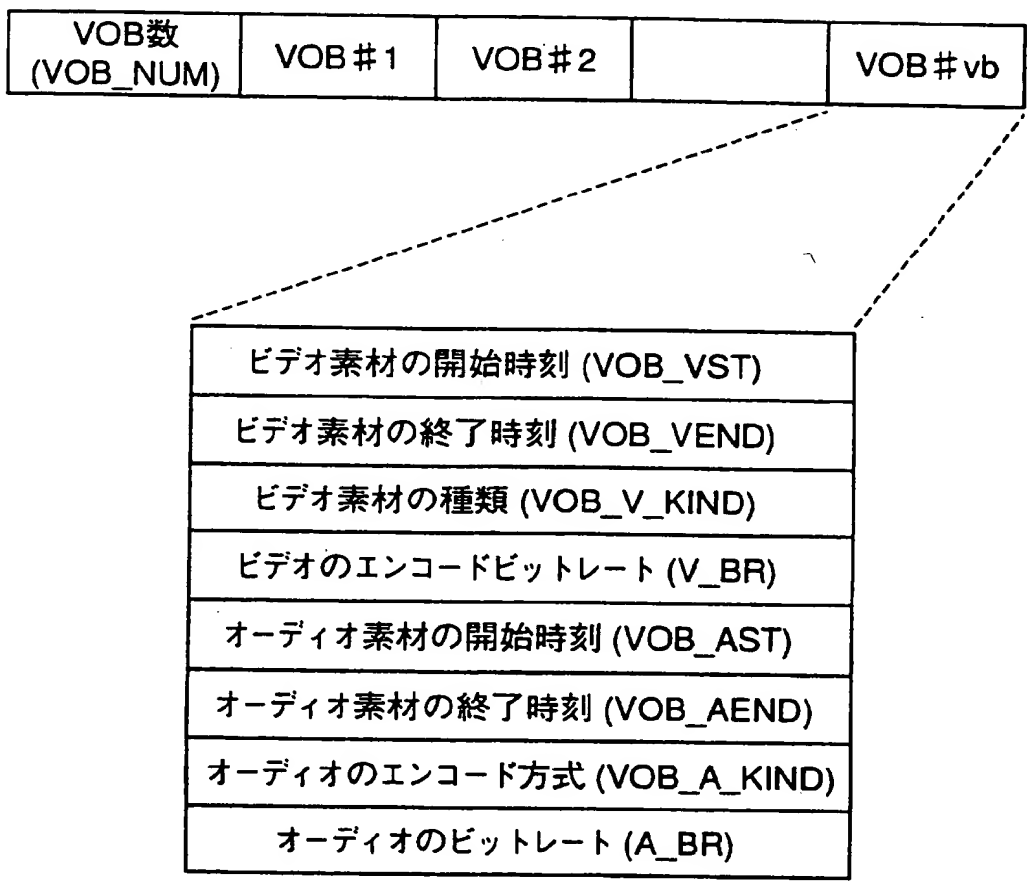 VOB数
(VOB_NUM)
VOB♯1
VOB♯2
VOB♯vb
ビデオ素材の開始時刻 (VOB_VST)
ビデオ素材の終了時刻 (VOB_VEND)
ビデオ素材の種類 (VOB_V_KIND)
ビデオのエンコードビットレート (V_BR)
オーディオ素材の開始時刻 (VOB_AST)
オーディオ素材の終了時刻 (VOB_AEND)
オーディオのエンコード方式 (VOB_A_KIND)
オーディオのビットレート (A_BR)